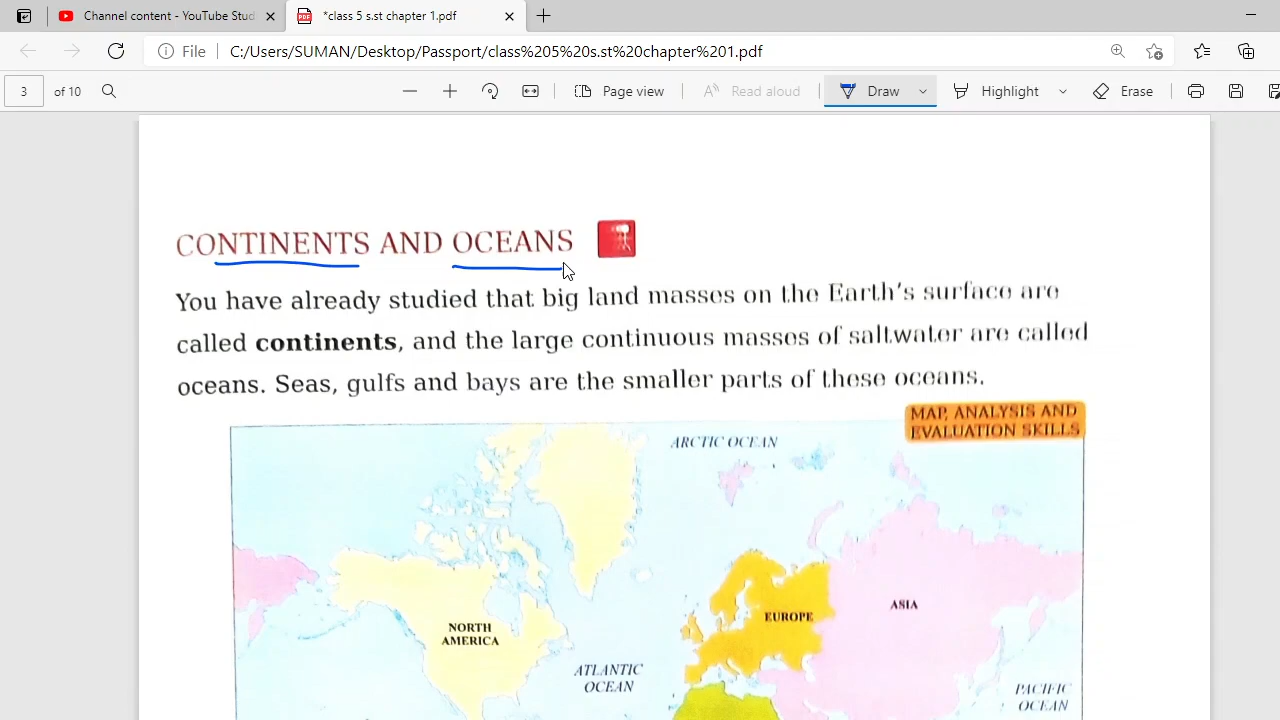 Channel content - YouTube Stud
*class 5 s.st chapter 1.pdf
File
C:/Users/SUMAN/Desktop/Passport/class%205%20s.st%20chapter%201.pdf
3 of 10
Page view
Read aloud
Draw
Highlight
Erase
CONTINENTS AND OCEANS
You have already studied that big land masses on the Earth's surface are
called continents, and the large continuous masses of saltwater are called
oceans. Seas, gulfs and bays are the smaller parts of these oceans.
MAP, ANALYSIS AND
EVALUATION SKILLS
ARCTIC OCEAN
NORTH
AMERICA
EUROPE
ASIA
ATLANTIC
OCEAN
PACIFIC
OCEAN